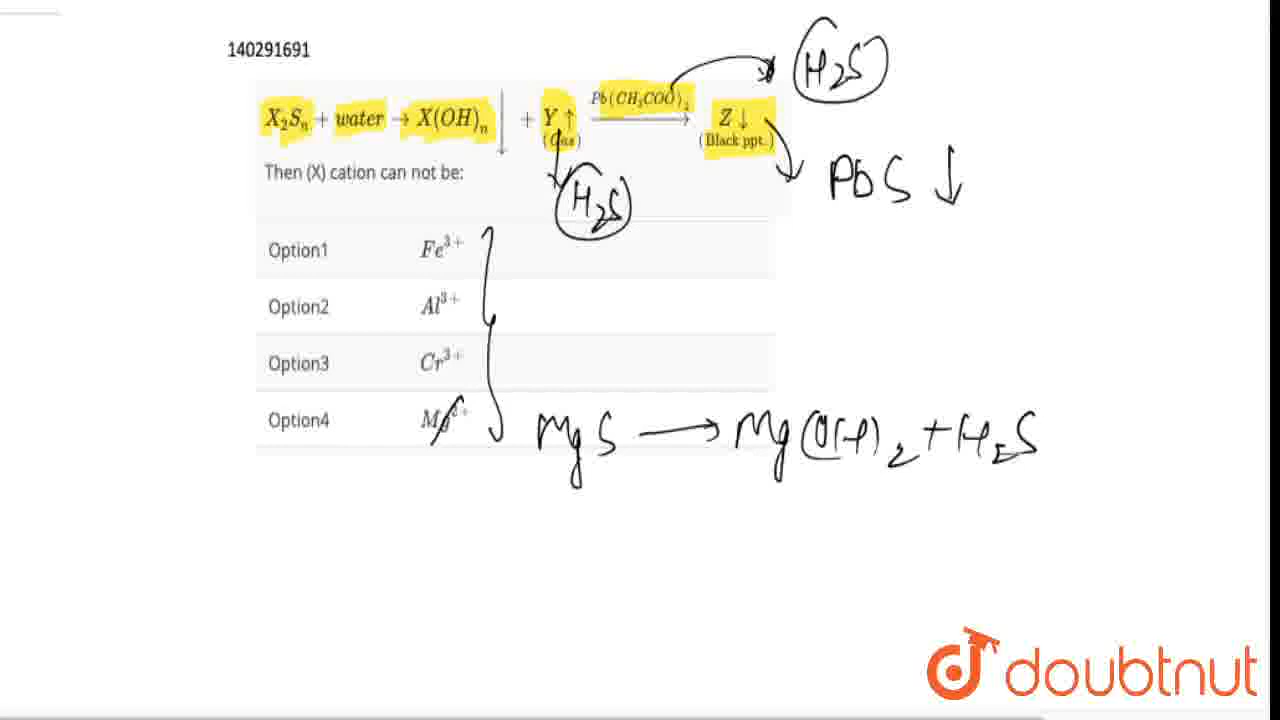 140291691
H₂S
X₂Sₙ + water → X(OH)ₙ ↓ + Y ↑ (Gas) Pb(CH₃COO)₂ → Z ↓ (Black ppt.)
PbS ↓
Then (X) cation can not be:
H₂S
Option1 Fe³⁺
Option2 Al³⁺
Option3 Cr³⁺
Option4 Mg²⁺
MgS → Mg(OH)₂ + H₂S
doubtnut